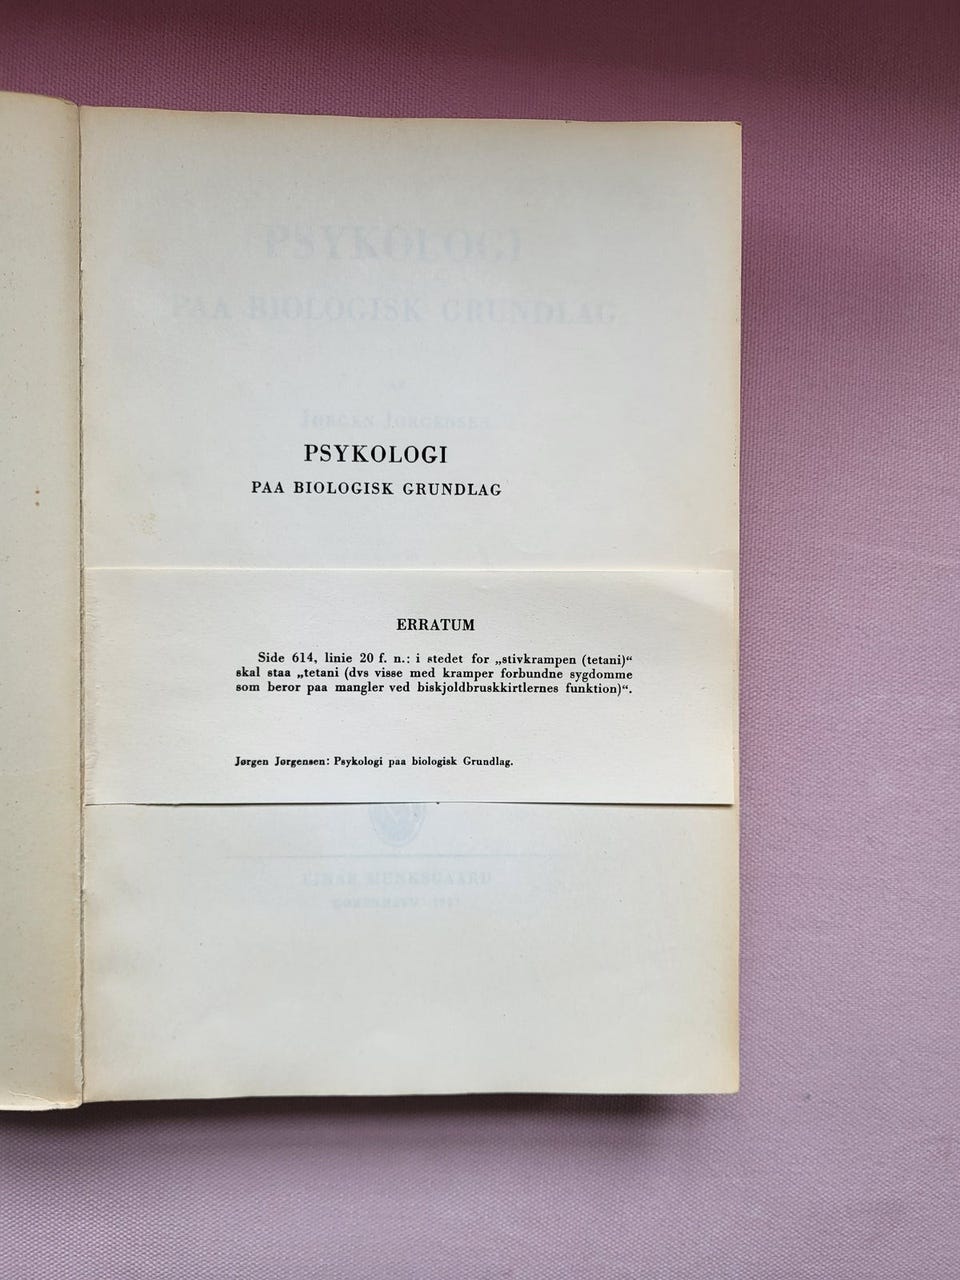 PSYKOLOGI
PAA BIOLOGISK GRUNDLAG
AF
JØRGEN JØRGENSEN
PSYKOLOGI
PAA BIOLOGISK GRUNDLAG
ERRATUM
Side 614, linie 20 f. n.: i stedet for „stivkrampen (tetani)“
skal staa „tetani (dvs visse med kramper forbundne sygdomme
som beror paa mangler ved biskjoldbruskkirtlernes funktion)“.
Jørgen Jørgensen: Psykologi paa biologisk Grundlag.
EJNAR MUNKSGAARD